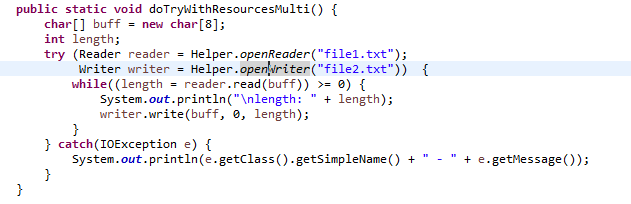 public static void doTryWithResourcesMulti() {
    char[] buff = new char[8];
    int length;
    try (Reader reader = Helper.openReader("file1.txt");
         Writer writer = Helper.openWriter("file2.txt"))  {
        while((length = reader.read(buff)) >= 0) {
            System.out.println("\nlength: " + length);
            writer.write(buff, 0, length);
        }
    } catch(IOException e) {
        System.out.println(e.getClass().getSimpleName() + " - " + e.getMessage());
    }
}